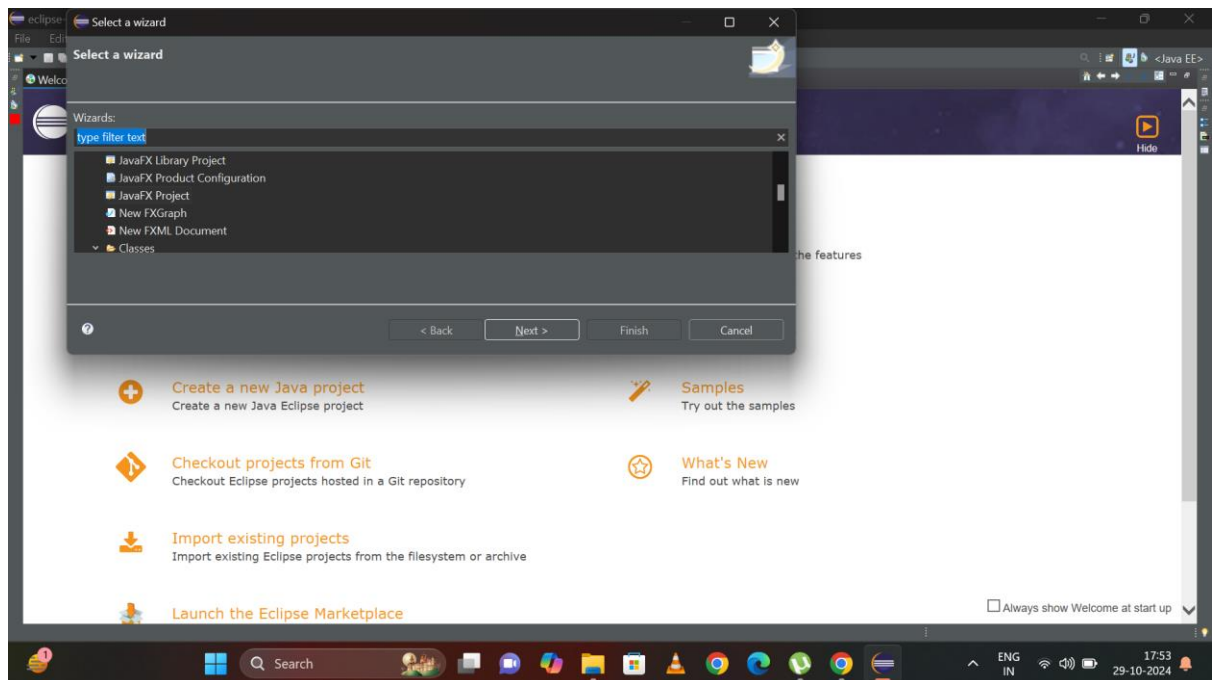 eclipse-
Select a wizard
File
Edi
Select a wizard
<Java EE>
Welco
Wizards:
type filter text
JavaFX Library Project
JavaFX Product Configuration
JavaFX Project
New FXGraph
New FXML Document
Classes
Hide
the features
< Back
Next >
Finish
Cancel
Create a new Java project
Create a new Java Eclipse project
Samples
Try out the samples
Checkout projects from Git
Checkout Eclipse projects hosted in a Git repository
What's New
Find out what is new
Import existing projects
Import existing Eclipse projects from the filesystem or archive
Launch the Eclipse Marketplace
Always show Welcome at start up
1
Search
ENG
IN
17:53
29-10-2024